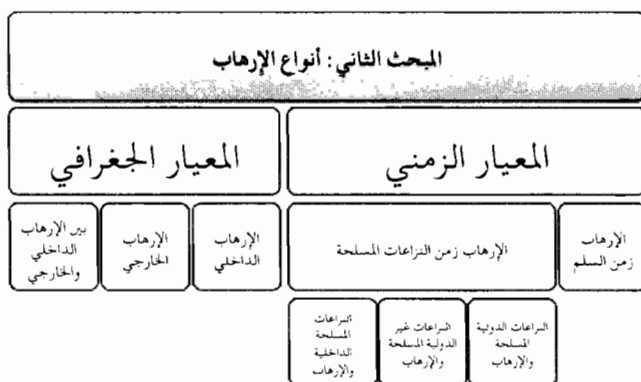 المبحث الثاني: أنواع الإرهاب
المعيار الزمني
المعيار الجغرافي
الإرهاب
زمن السلم
الإرهاب زمن النزاعات المسلحة
الإرهاب
الداخلي
الإرهاب
الخارجي
بين الإرهاب
الداخلي
والخارجي
النزاعات الدولية
المسلحة
والإرهاب
النزاعات غير
الدولية المسلحة
والإرهاب
النزاعات
المسلحة
الداخلية
والإرهاب